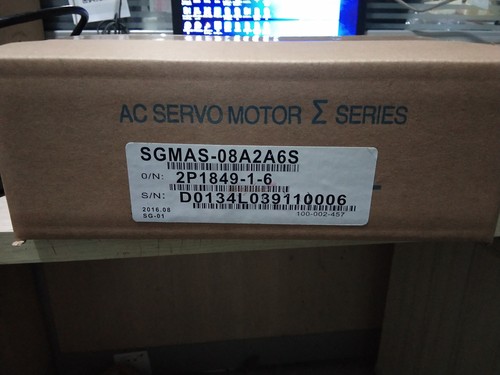 AC SERVO MOTOR Σ SERIES
SGMAS-08A2A6S
O/N: 2P1849-1-6
S/N: D0134L039110006
2016.08
SG-01
100-002-457